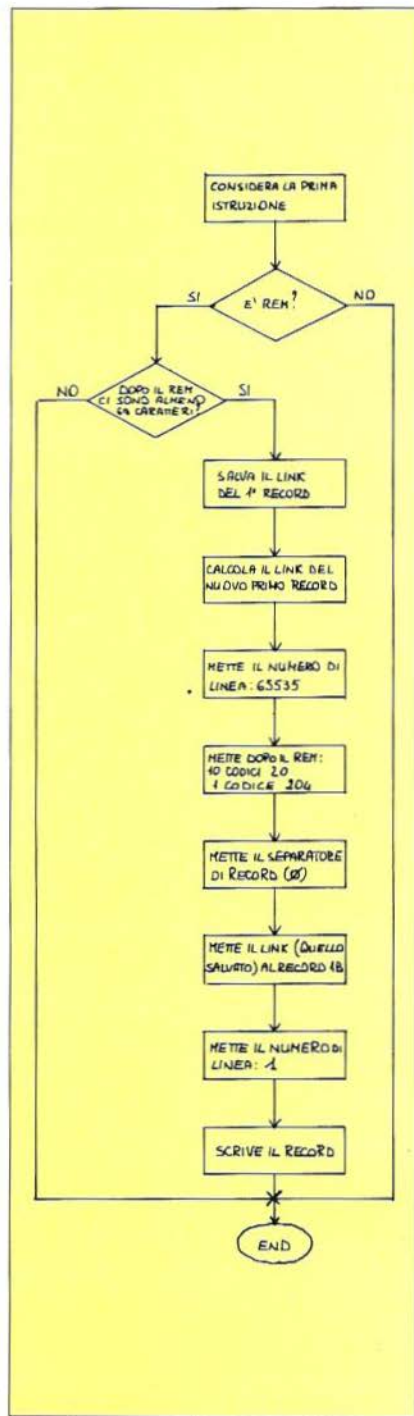 CONSIDERA LA PRIMA
ISTRUZIONE
E' REM?
SI
NO
DOPO IL REM
CI SONO ALMENO
CARATTERI?
NO
SI
SALVA IL LINK
DEL 1° RECORD
CALCOLA IL LINK DEL
NUOVO PRIMO RECORD
METTE IL NUMERO DI
LINEA: 65535
METTE DOPO IL REM:
10 CODICI 20
1 CODICE 204
METTE IL SEPARATORE
DI RECORD (Ø)
METTE IL LINK (QUELLO
SALVATO) AL RECORD 1B
METTE IL NUMERO DI
LINEA: 1
SCRIVE IL RECORD
END